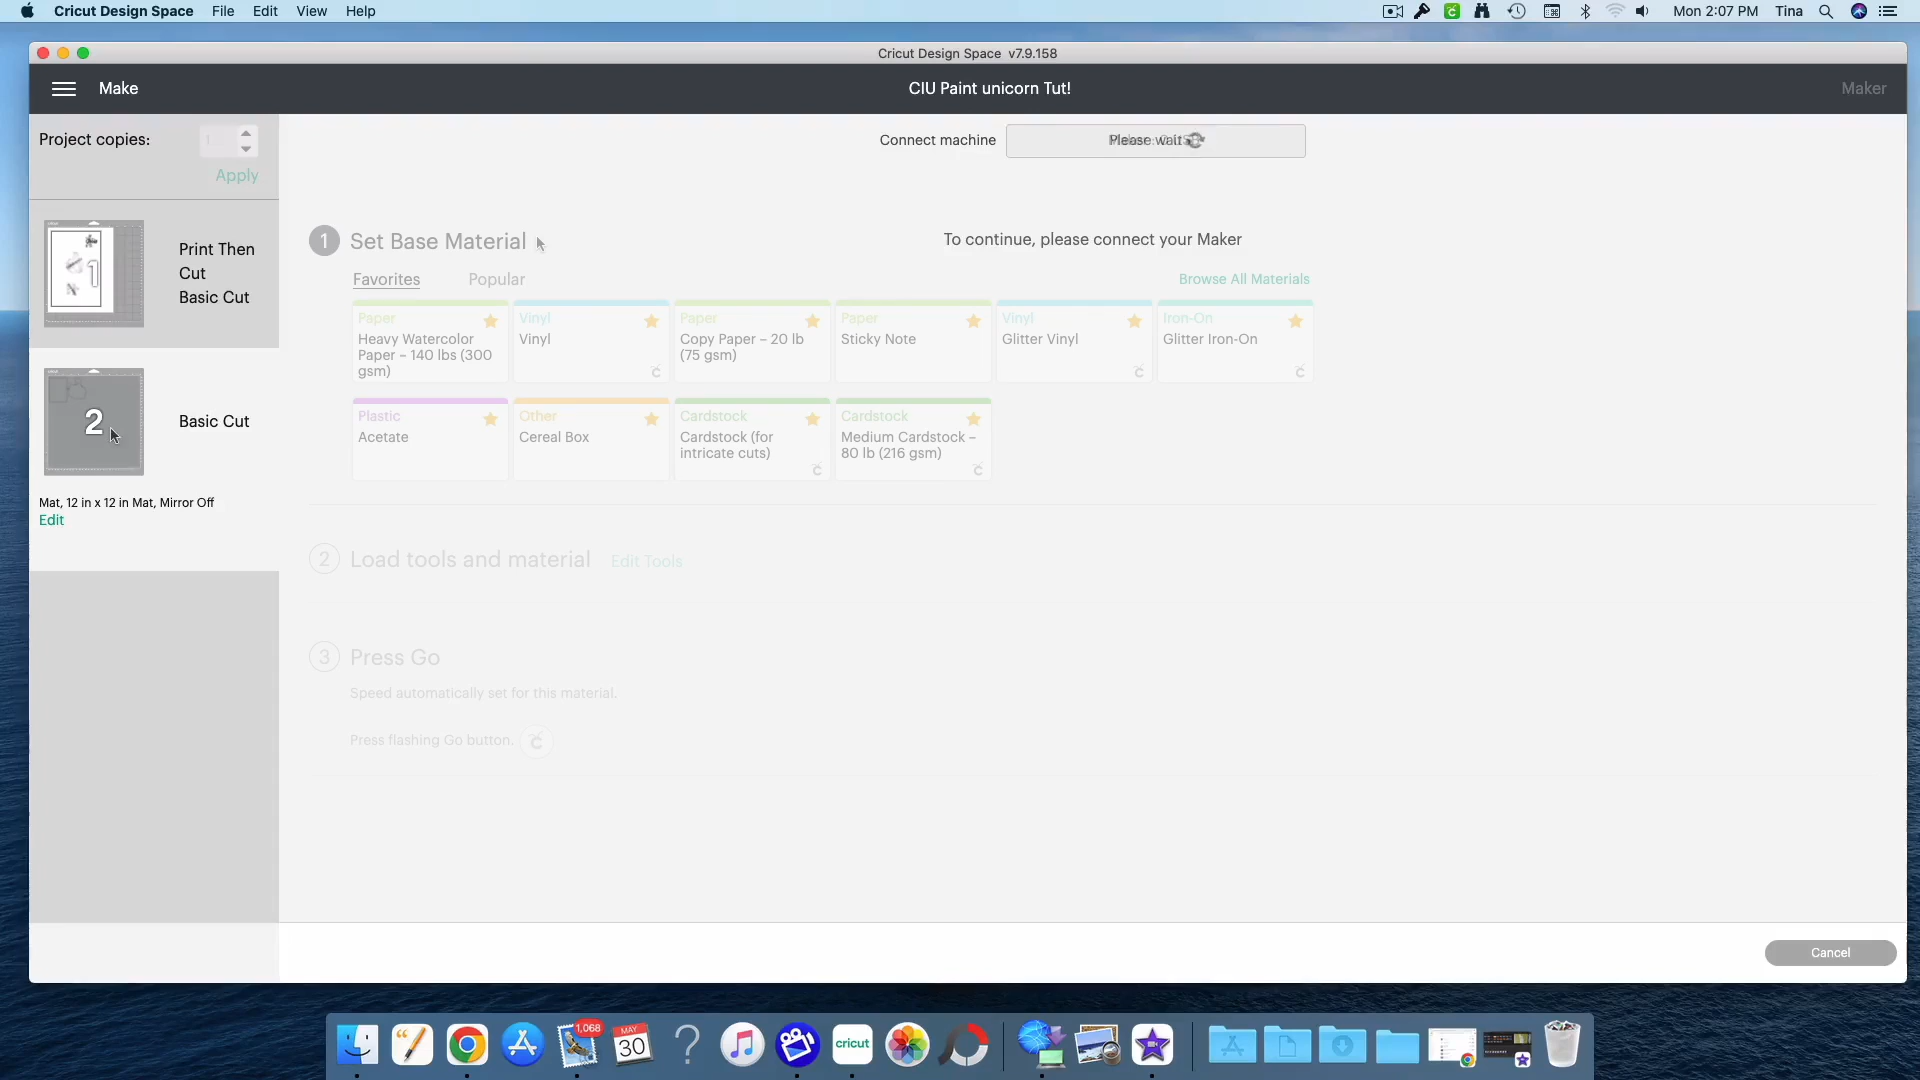 Cricut Design Space File Edit View Help
Mon 2:07 PM Tina
Cricut Design Space v7.9.158
Make
CIU Paint unicorn Tut!
Maker
Project copies:
1
Apply
Connect machine
Please wait
Print Then
Cut
Basic Cut
1
2
Basic Cut
Mat, 12 in x 12 in Mat, Mirror Off
Edit
1 Set Base Material
To continue, please connect your Maker
Favorites Popular
Browse All Materials
Paper
Heavy Watercolor
Paper – 140 lbs (300
gsm)
Vinyl
Vinyl
Paper
Copy Paper – 20 lb
(75 gsm)
Paper
Sticky Note
Vinyl
Glitter Vinyl
Iron-On
Glitter Iron-On
Plastic
Acetate
Other
Cereal Box
Cardstock
Cardstock (for
intricate cuts)
Cardstock
Medium Cardstock –
80 lb (216 gsm)
2 Load tools and material Edit Tools
3 Press Go
Speed automatically set for this material.
Press flashing Go button.
Cancel
1,068
MAY
30
cricut